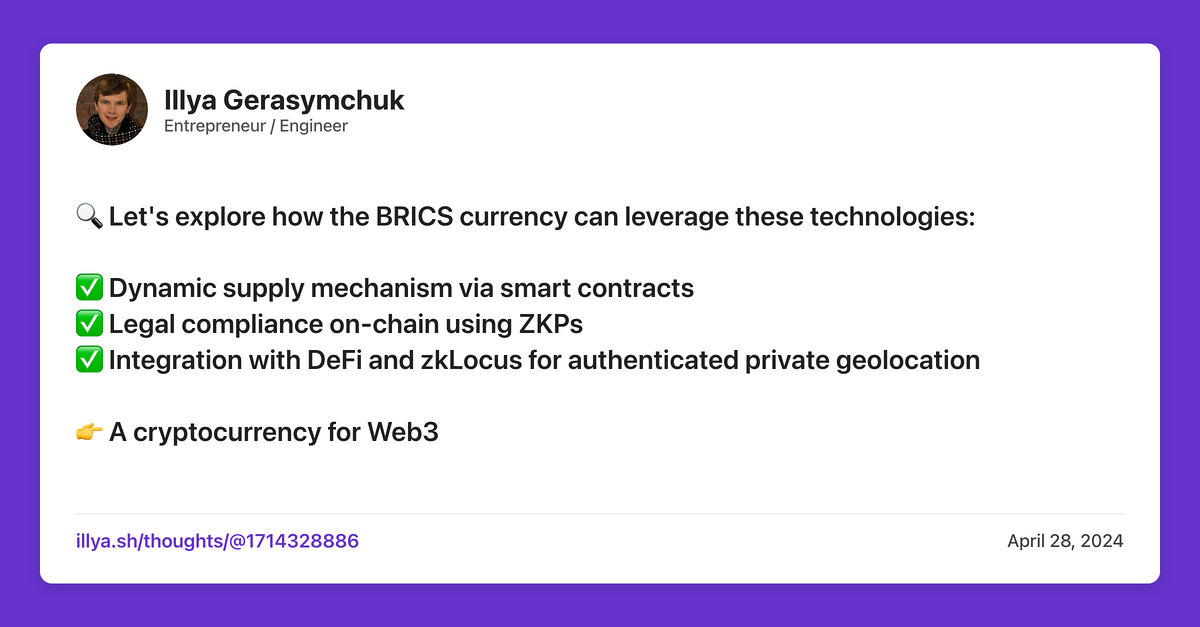 Illya Gerasymchuk
Entrepreneur / Engineer
🔍 Let's explore how the BRICS currency can leverage these technologies:
✅ Dynamic supply mechanism via smart contracts
✅ Legal compliance on-chain using ZKPs
✅ Integration with DeFi and zkLocus for authenticated private geolocation
👉 A cryptocurrency for Web3
illya.sh/thoughts/@1714328886
April 28, 2024